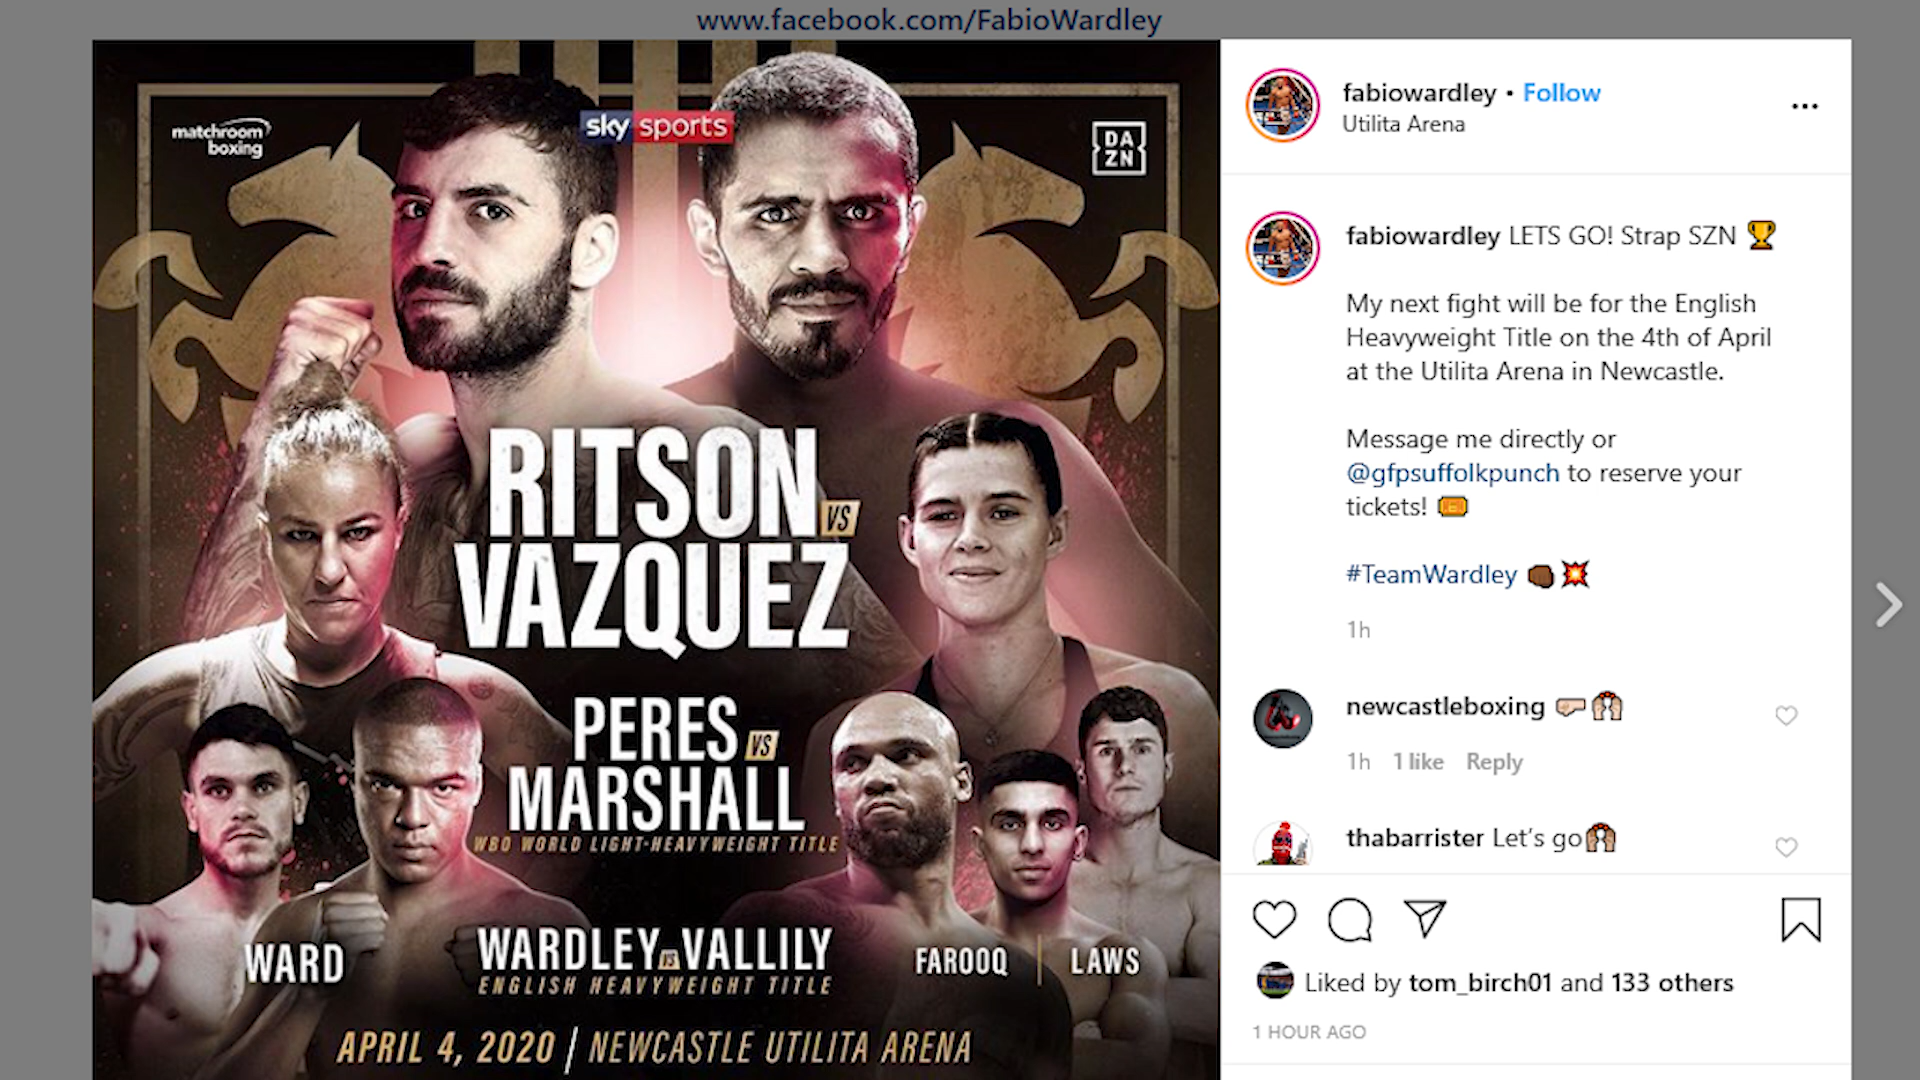 www.facebook.com/FabioWardley
matchroom
boxing
sky sports
DA
ZN
RITSON VS
VAZQUEZ
PERES VS
MARSHALL
WBO WORLD LIGHT-HEAVYWEIGHT TITLE
WARD
WARDLEY VS VALLILY
ENGLISH HEAVYWEIGHT TITLE
FAROOQ | LAWS
APRIL 4, 2020 | NEWCASTLE UTILITA ARENA
fabiowardley • Follow
Utilita Arena
fabiowardley LETS GO! Strap SZN 🏆
My next fight will be for the English
Heavyweight Title on the 4th of April
at the Utilita Arena in Newcastle.
Message me directly or
@gfpsuffolkpunch to reserve your
tickets! 🎫
#TeamWardley 👊🏾💥
1h
newcastleboxing 🤛🏻🙌🏼
1h 1 like Reply
thabarrister Let's go🙌🏽
Liked by tom_birch01 and 133 others
1 HOUR AGO